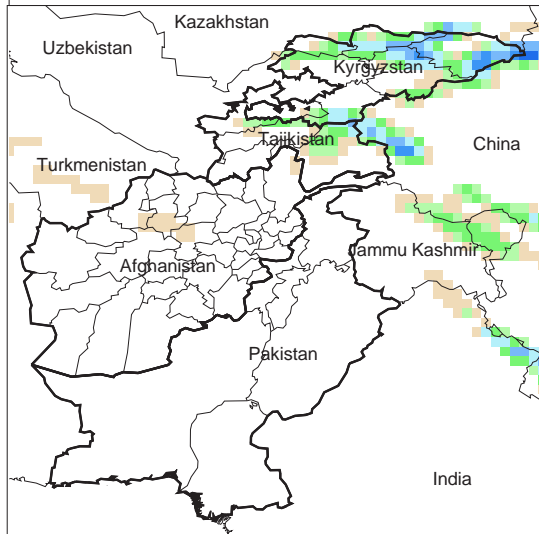 Kazakhstan
Uzbekistan
Kyrgyzstan
Tajikistan
China
Turkmenistan
Jammu Kashmir
Afghanistan
Pakistan
India